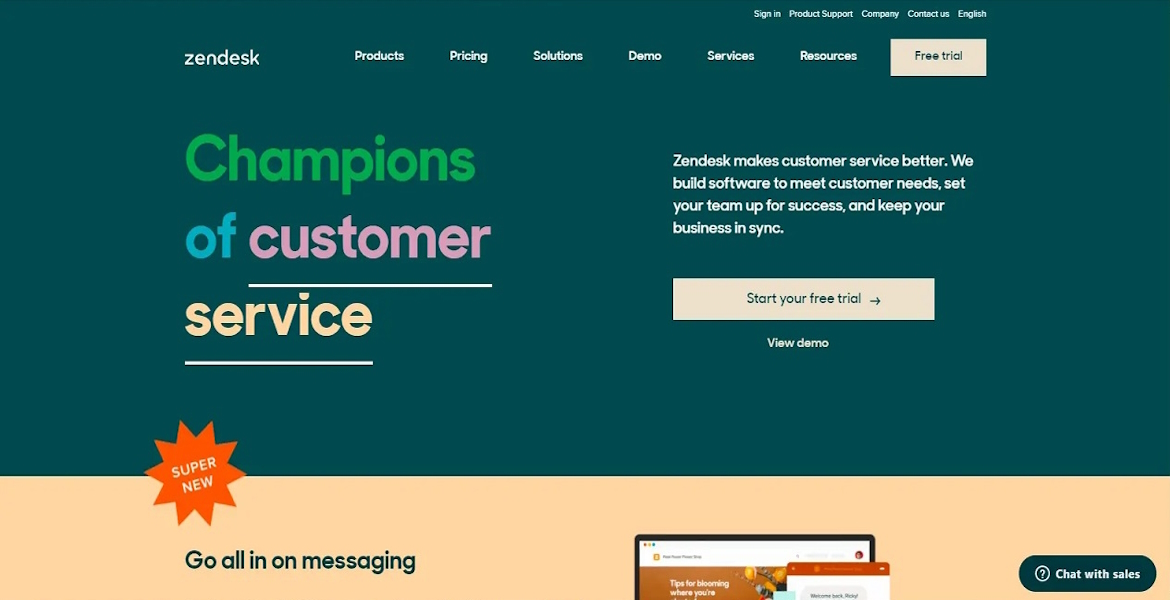 Sign in Product Support Company Contact us English
zendesk Products Pricing Solutions Demo Services Resources Free trial
Champions
of customer
service
Zendesk makes customer service better. We
build software to meet customer needs, set
your team up for success, and keep your
business in sync.
Start your free trial →
View demo
SUPER
NEW
Go all in on messaging
Tips for blooming
where you're
Welcome back, Ricky!
Chat with sales